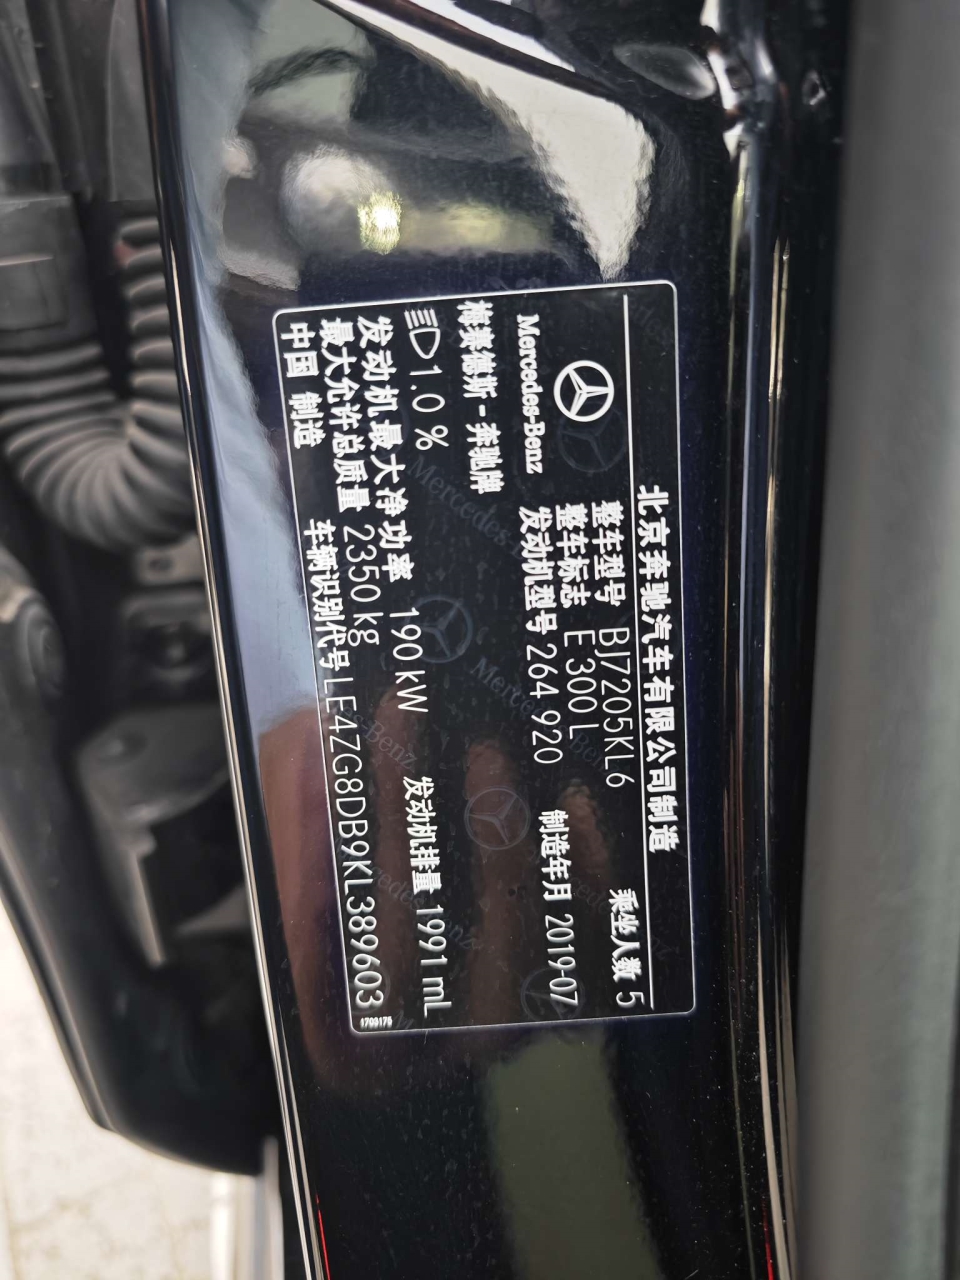 北京奔驰汽车有限公司制造
Mercedes-Benz
梅赛德斯-奔驰牌
整车型号 BJ7205KL6 乘坐人数 5
整车标志 E 300 L
发动机型号 264 920 制造年月 2019-07
1.0 %
发动机最大净功率 190 kW 发动机排量 1991 mL
最大允许总质量 2350 kg
中国 制造 车辆识别代号 LE4ZG8DB9KL389603
1703175